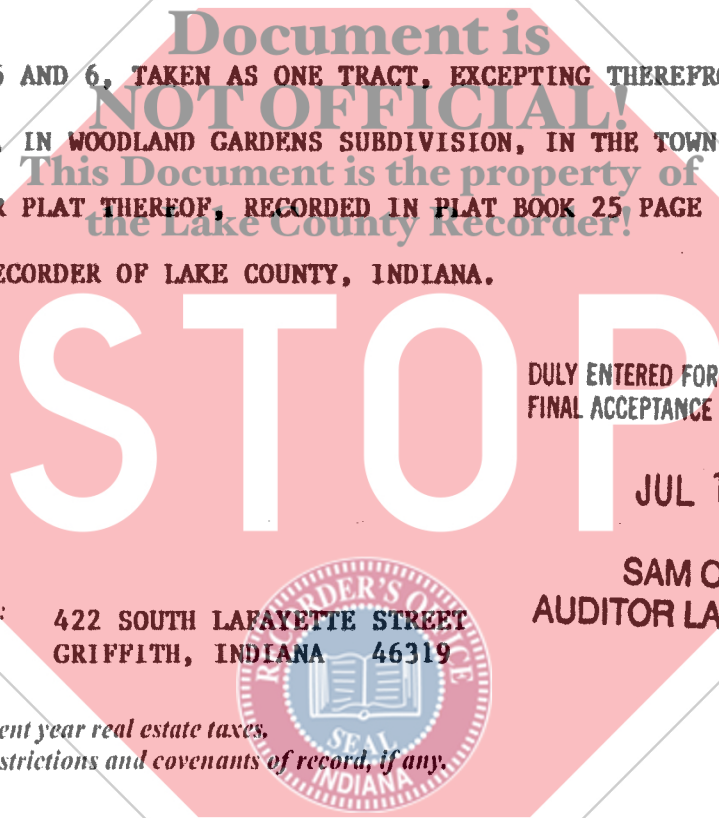 Document is
5 AND 6, TAKEN AS ONE TRACT, EXCEPTING THEREFRO
NOT OFFICIAL!
IN WOODLAND GARDENS SUBDIVISION, IN THE TOWN
This Document is the property of
R PLAT THEREOF, RECORDED IN PLAT BOOK 25 PAGE
the Lake County Recorder!
ECORDER OF LAKE COUNTY, INDIANA.
STOP
DULY ENTERED FOR
FINAL ACCEPTANCE
JUL 1
SAM O
AUDITOR LA
: 422 SOUTH LAFAYETTE STREET
GRIFFITH, INDIANA 46319
RECORDER'S OFFICE
SEAL
INDIANA
ent year real estate taxes,
strictions and covenants of record, if any.